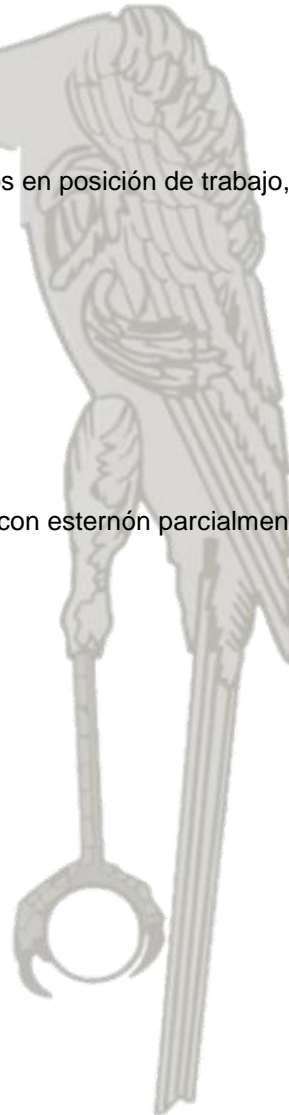 s en posición de trabajo,
con esternón parcialmen